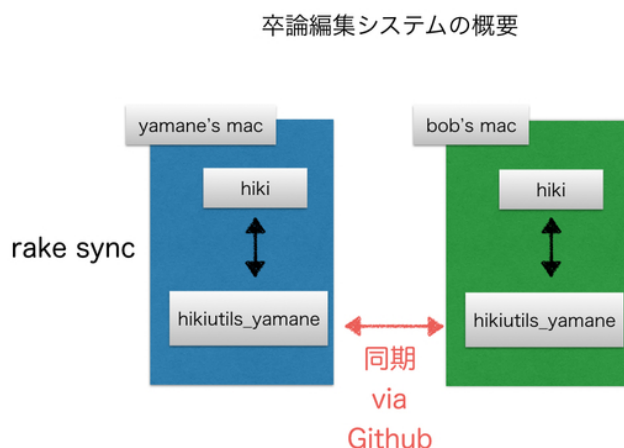 卒論編集システムの概要
yamane's mac
bob's mac
hiki
hiki
rake sync
hikiutils_yamane
hikiutils_yamane
同期
via
Github